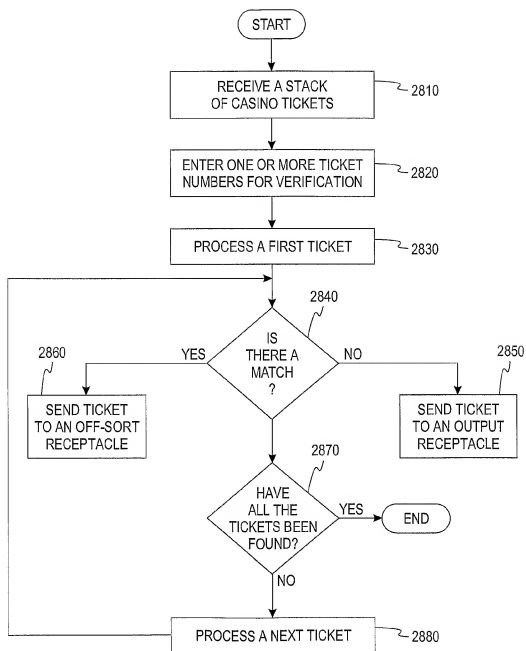 START
RECEIVE A STACK
OF CASINO TICKETS
2810
ENTER ONE OR MORE TICKET
NUMBERS FOR VERIFICATION
2820
PROCESS A FIRST TICKET
2830
2840
IS
THERE A
MATCH
?
YES
NO
2860
SEND TICKET
TO AN OFF-SORT
RECEPTACLE
2850
SEND TICKET
TO AN OUTPUT
RECEPTACLE
2870
HAVE
ALL THE
TICKETS BEEN
FOUND?
YES
END
NO
PROCESS A NEXT TICKET
2880